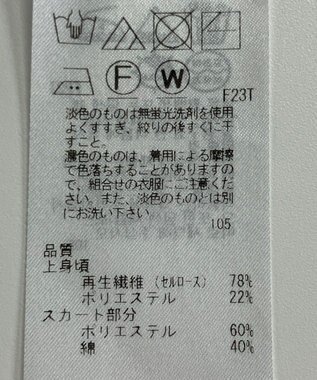 F
W
F23T
淡色のものは無蛍光洗剤を使用
よくすすぎ、絞りの後すぐに干
すこと。
濃色のものは、着用による摩擦
で色落ちすることがありますの
で、組合せの衣服にご注意くだ
さい。また、淡色のものとは別
にお洗い下さい。
105
品質
上身頃
再生繊維（セルロース） 78%
ポリエステル 22%
スカート部分
ポリエステル 60%
綿 40%